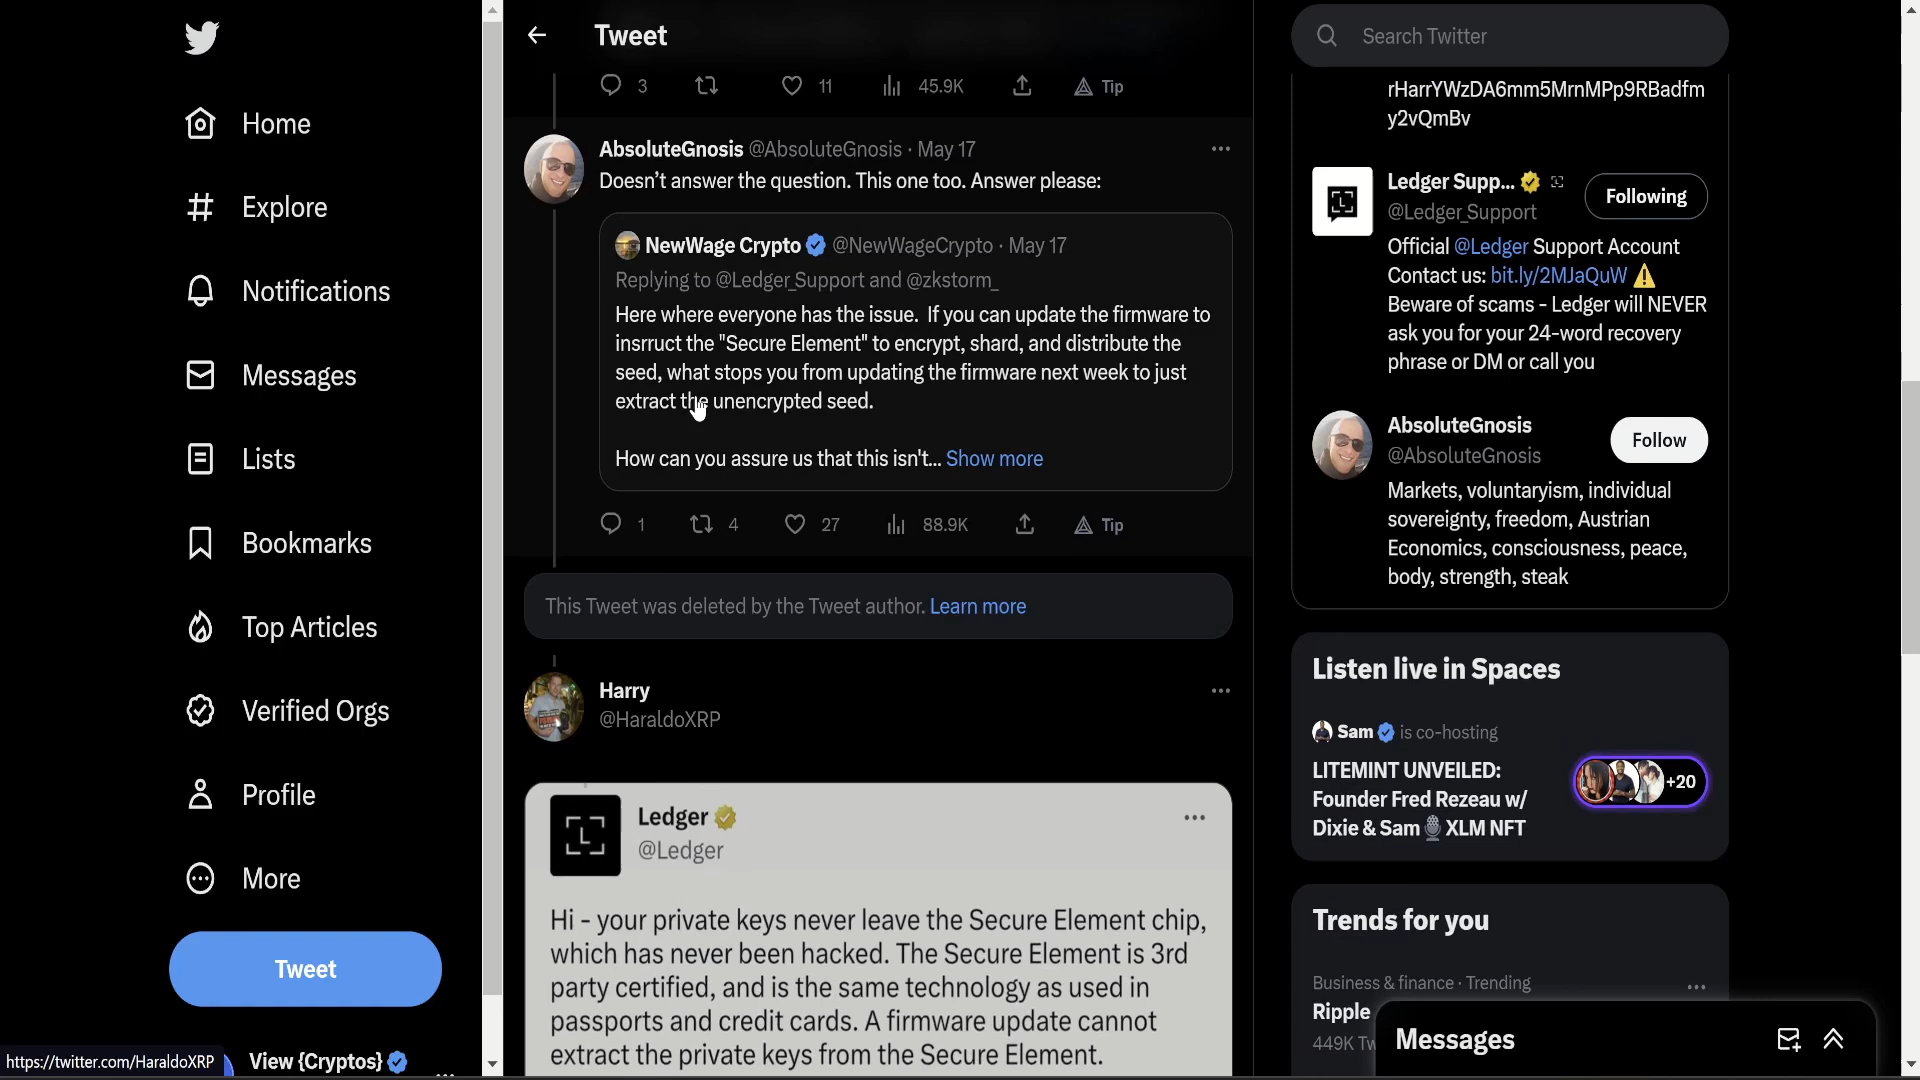 Home
Explore
Notifications
Messages
Lists
Bookmarks
Top Articles
Verified Orgs
Profile
More
Tweet
View {Cryptos}
https://twitter.com/HaraldoXRP
Tweet
3 11 45.9K Tip
AbsoluteGnosis @AbsoluteGnosis · May 17
Doesn’t answer the question. This one too. Answer please:
NewWage Crypto @NewWageCrypto · May 17
Replying to @Ledger_Support and @zkstorm_
Here where everyone has the issue. If you can update the firmware to
insrruct the "Secure Element" to encrypt, shard, and distribute the
seed, what stops you from updating the firmware next week to just
extract the unencrypted seed.
How can you assure us that this isn't... Show more
1 4 27 88.9K Tip
This Tweet was deleted by the Tweet author. Learn more
Harry
@HaraldoXRP
Ledger
@Ledger
Hi - your private keys never leave the Secure Element chip,
which has never been hacked. The Secure Element is 3rd
party certified, and is the same technology as used in
passports and credit cards. A firmware update cannot
extract the private keys from the Secure Element.
Search Twitter
rHarrYWzDA6mm5MrnMPp9RBadfm
y2vQmBv
Ledger Supp...
Following
@Ledger_Support
Official @Ledger Support Account
Contact us: bit.ly/2MJaQuW
Beware of scams - Ledger will NEVER
ask you for your 24-word recovery
phrase or DM or call you
AbsoluteGnosis
Follow
@AbsoluteGnosis
Markets, voluntaryism, individual
sovereignty, freedom, Austrian
Economics, consciousness, peace,
body, strength, steak
Listen live in Spaces
Sam is co-hosting
LITEMINT UNVEILED:
Founder Fred Rezeau w/
Dixie & Sam XLM NFT
+20
Trends for you
Business & finance · Trending
Ripple
449K Tw
Messages